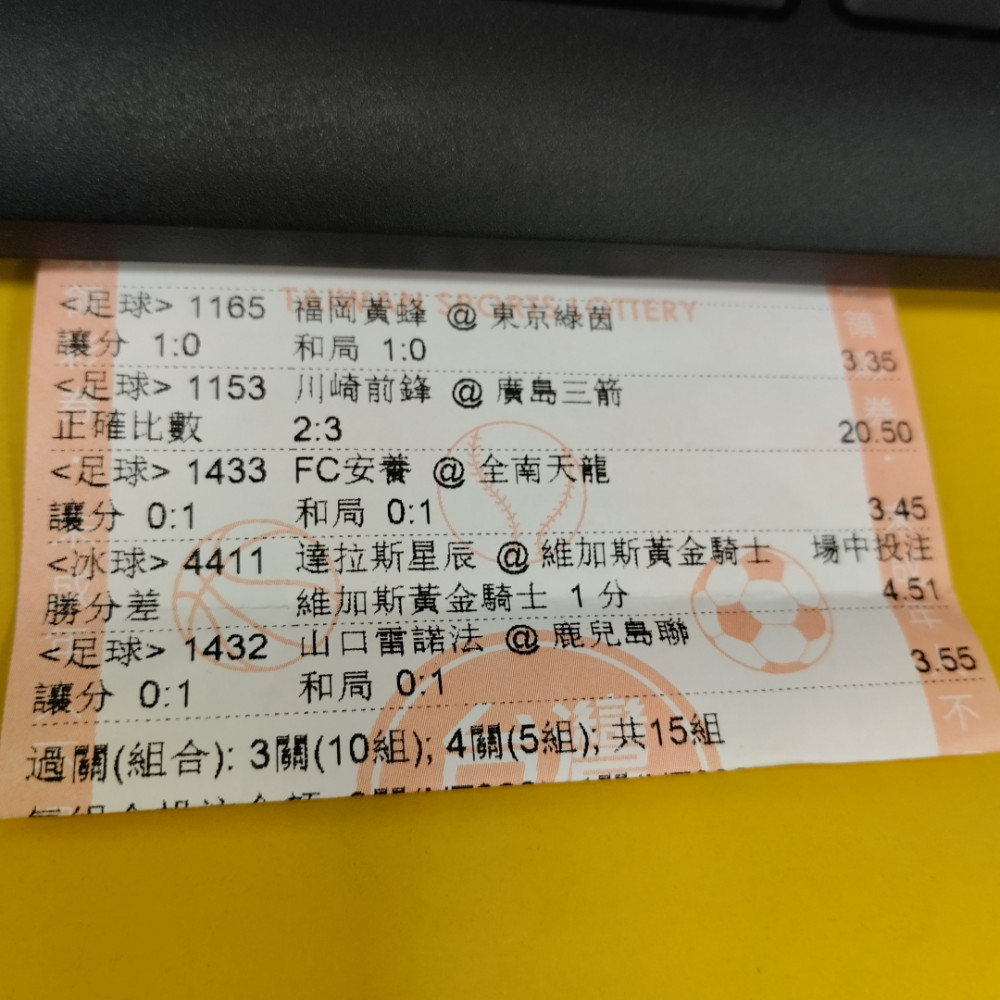 TAIWAN SPORTS LOTTERY
<足球> 1165 福岡黃蜂 @ 東京綠茵
讓分 1:0 和局 1:0 3.35
<足球> 1153 川崎前鋒 @ 廣島三箭
正確比數 2:3 20.50
<足球> 1433 FC安養 @ 全南天龍
讓分 0:1 和局 0:1 3.45
<冰球> 4411 達拉斯星辰 @ 維加斯黃金騎士 場中投注
勝分差 維加斯黃金騎士 1 分 4.51
<足球> 1432 山口雷諾法 @ 鹿兒島聯
讓分 0:1 和局 0:1 3.55
過關(組合): 3關(10組); 4關(5組); 共15組
台灣